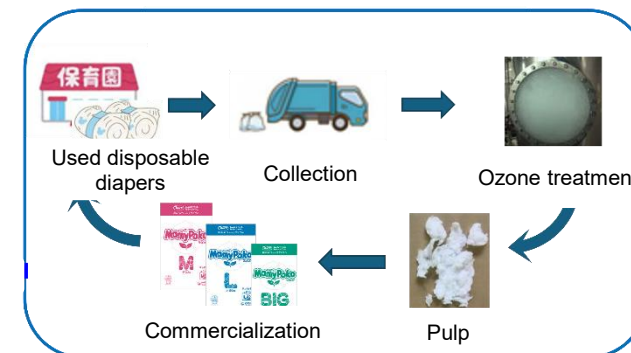 保育園
Used disposable
diapers
Collection
Ozone treatmen
MamyPoko
M
MamyPoko
L
MamyPoko
BIG
Commercialization
Pulp